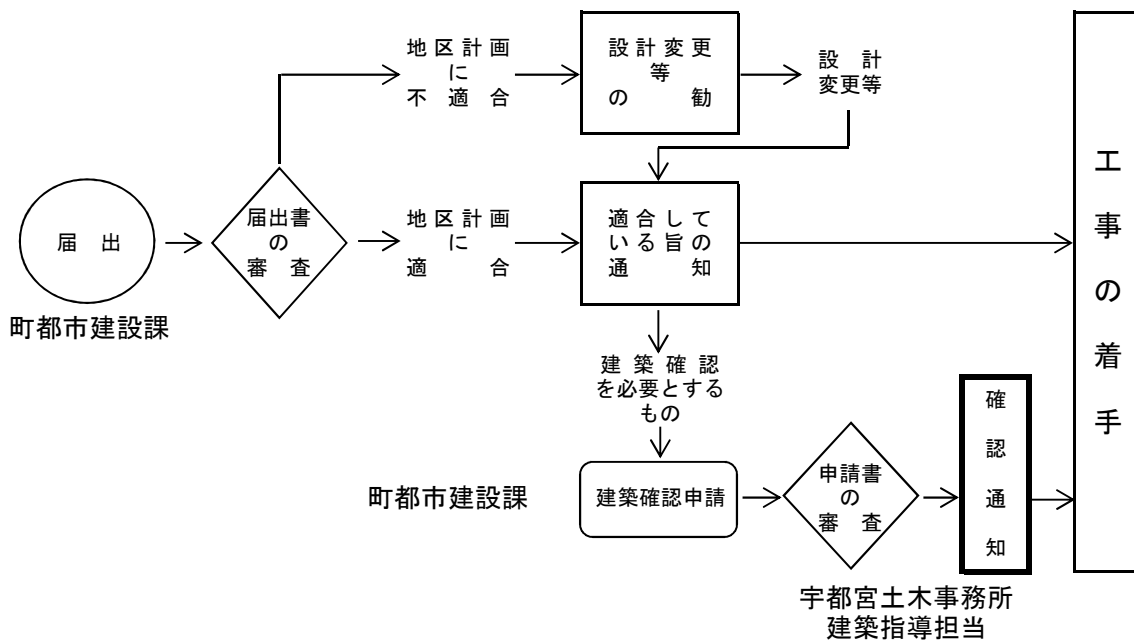 地区計画
に
不適合
設計変更
等
の勧
設計
変更等
届出
町都市建設課
届出書
の
審査
地区計画
に
適合
適合して
いる旨の
通知
建築確認
を必要とする
もの
町都市建設課
建築確認申請
申請書
の
審査
宇都宮土木事務所
建築指導担当
確認通知
工事の着手